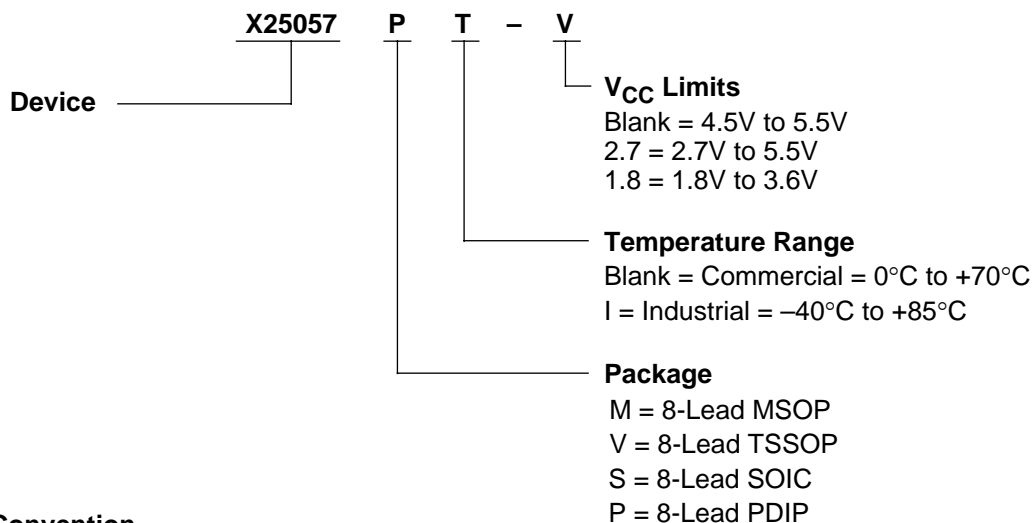 X25057 P T – V
Device
VCC Limits
Blank = 4.5V to 5.5V
2.7 = 2.7V to 5.5V
1.8 = 1.8V to 3.6V
Temperature Range
Blank = Commercial = 0°C to +70°C
I = Industrial = –40°C to +85°C
Package
M = 8-Lead MSOP
V = 8-Lead TSSOP
S = 8-Lead SOIC
P = 8-Lead PDIP